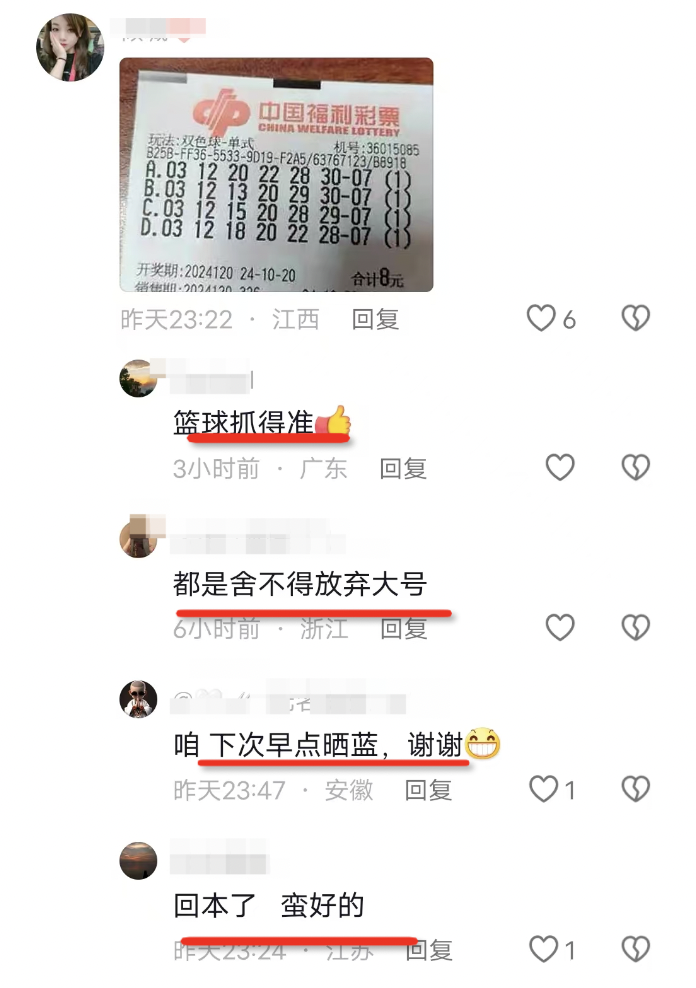 中国福利彩票
CHINA WELFARE LOTTERY
玩法:双色球-单式 机号:36015085
B25B-FF36-5533-9D19-F2A5/63767123/B8918
A.03 12 20 22 28 30-07 (1)
B.03 12 13 20 29 30-07 (1)
C.03 12 15 20 28 29-07 (1)
D.03 12 18 20 22 28-07 (1)
开奖期:2024120 24-10-20 合计8元
销售期:2024120
昨天23:22 · 江西 回复 6
篮球抓得准👍
3小时前 · 广东 回复
都是舍不得放弃大号
6小时前 · 浙江 回复
咱 下次早点晒蓝，谢谢😁
昨天23:47 · 安徽 回复 1
回本了 蛮好的
昨天23:24 · 江苏 回复 1